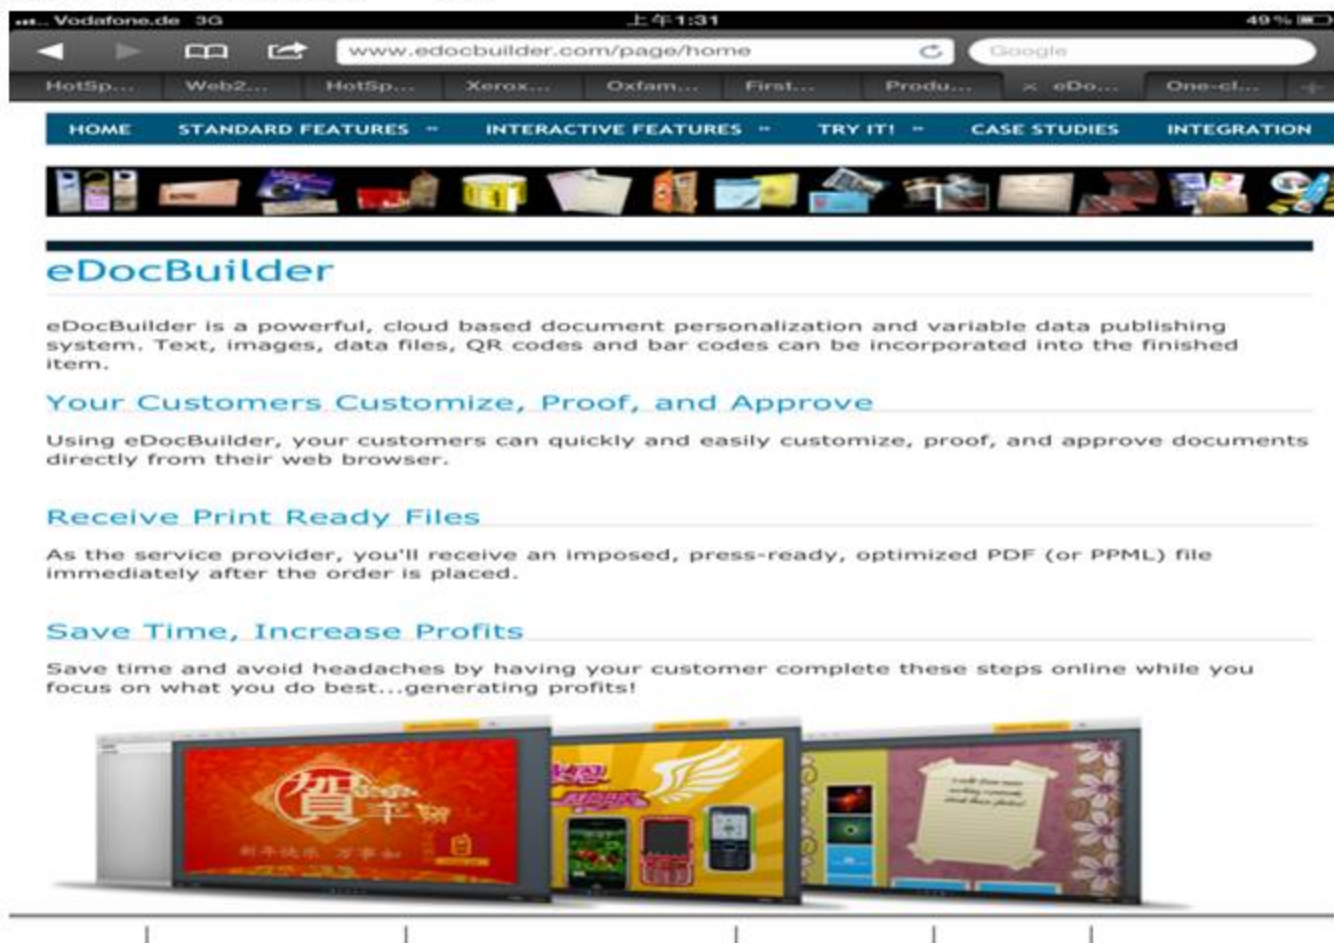 Vodafone.de 3G 上午1:31 49%
www.edocbuilder.com/page/home Google
HotSp... Web2... HotSp... Xerox... Oxfam... First... Produ... × eDo... One-cl... +
HOME STANDARD FEATURES INTERACTIVE FEATURES TRY IT! CASE STUDIES INTEGRATION
eDocBuilder
eDocBuilder is a powerful, cloud based document personalization and variable data publishing
system. Text, images, data files, QR codes and bar codes can be incorporated into the finished
item.
Your Customers Customize, Proof, and Approve
Using eDocBuilder, your customers can quickly and easily customize, proof, and approve documents
directly from their web browser.
Receive Print Ready Files
As the service provider, you'll receive an imposed, press-ready, optimized PDF (or PPML) file
immediately after the order is placed.
Save Time, Increase Profits
Save time and avoid headaches by having your customer complete these steps online while you
focus on what you do best...generating profits!
賀
新年快乐 万事如